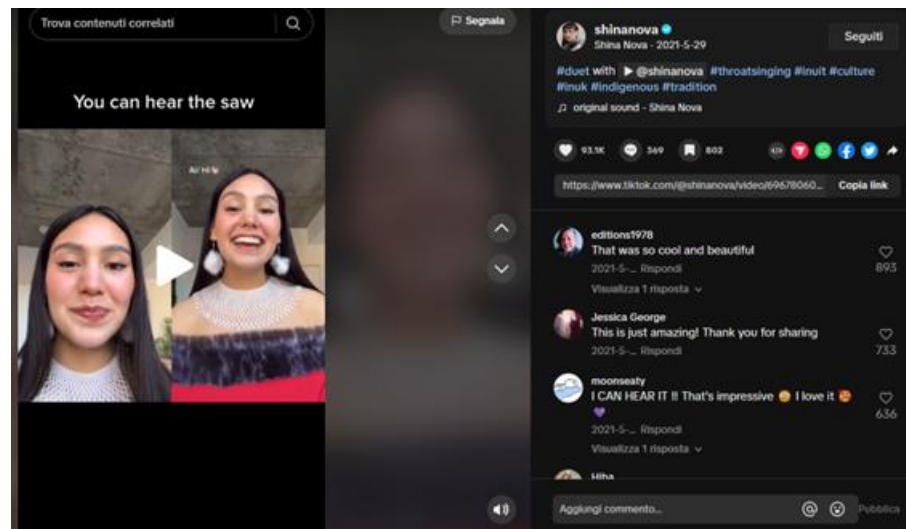 Trova contenuti correlati
Segnala
You can hear the saw
Ai/ Hi
shinanova
Shina Nova · 2021-5-29
Seguiti
#duet with @shinanova #throatsinging #inuit #culture
#inuk #indigenous #tradition
original sound - Shina Nova
93.1K 369 802
https://www.tiktok.com/@shinanova/video/69678060... Copia link
editions1978
That was so cool and beautiful
2021-5-... Rispondi
893
Visualizza 1 risposta
Jessica George
This is just amazing! Thank you for sharing
2021-5-... Rispondi
733
moonseaty
I CAN HEAR IT !! That's impressive 😄 I love it 🥰
💜
636
2021-5-... Rispondi
Visualizza 1 risposta
Hiba
Aggiungi commento...
Pubblica